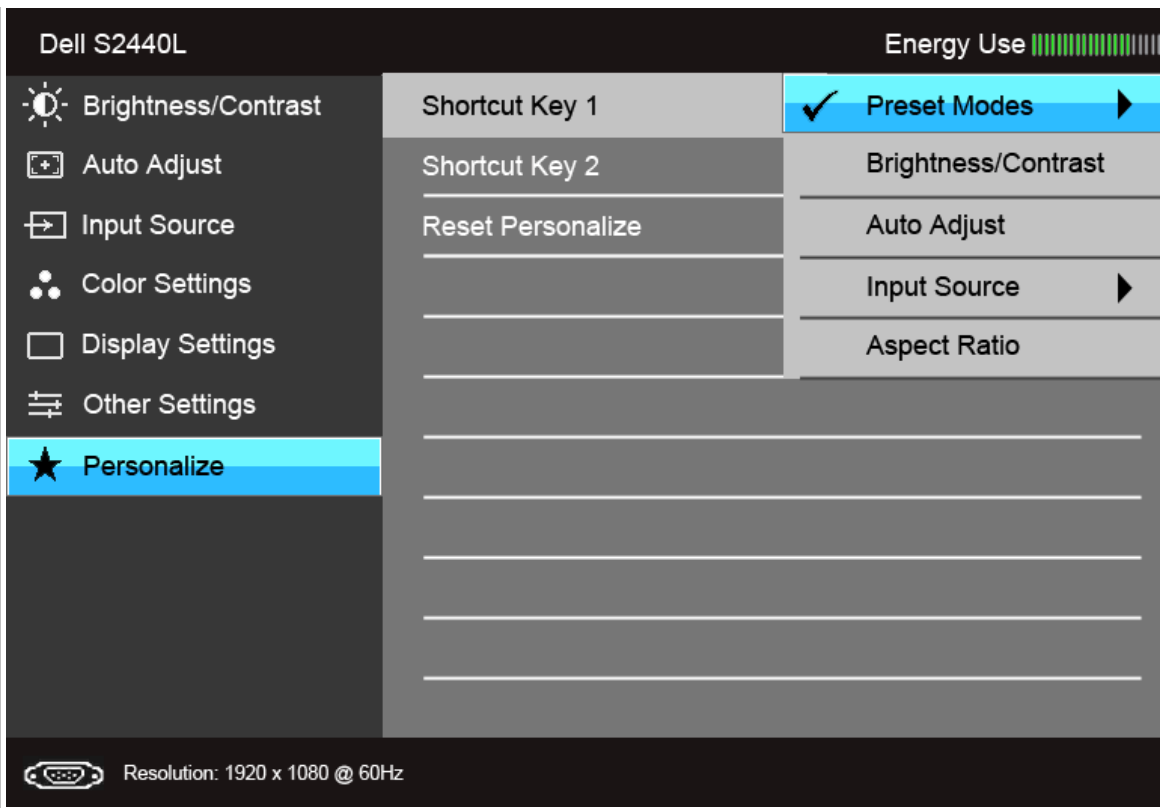 Dell S2440L
Energy Use
Brightness/Contrast
Auto Adjust
Input Source
Color Settings
Display Settings
Other Settings
Personalize
Shortcut Key 1
Shortcut Key 2
Reset Personalize
Preset Modes
Brightness/Contrast
Auto Adjust
Input Source
Aspect Ratio
Resolution: 1920 x 1080 @ 60Hz